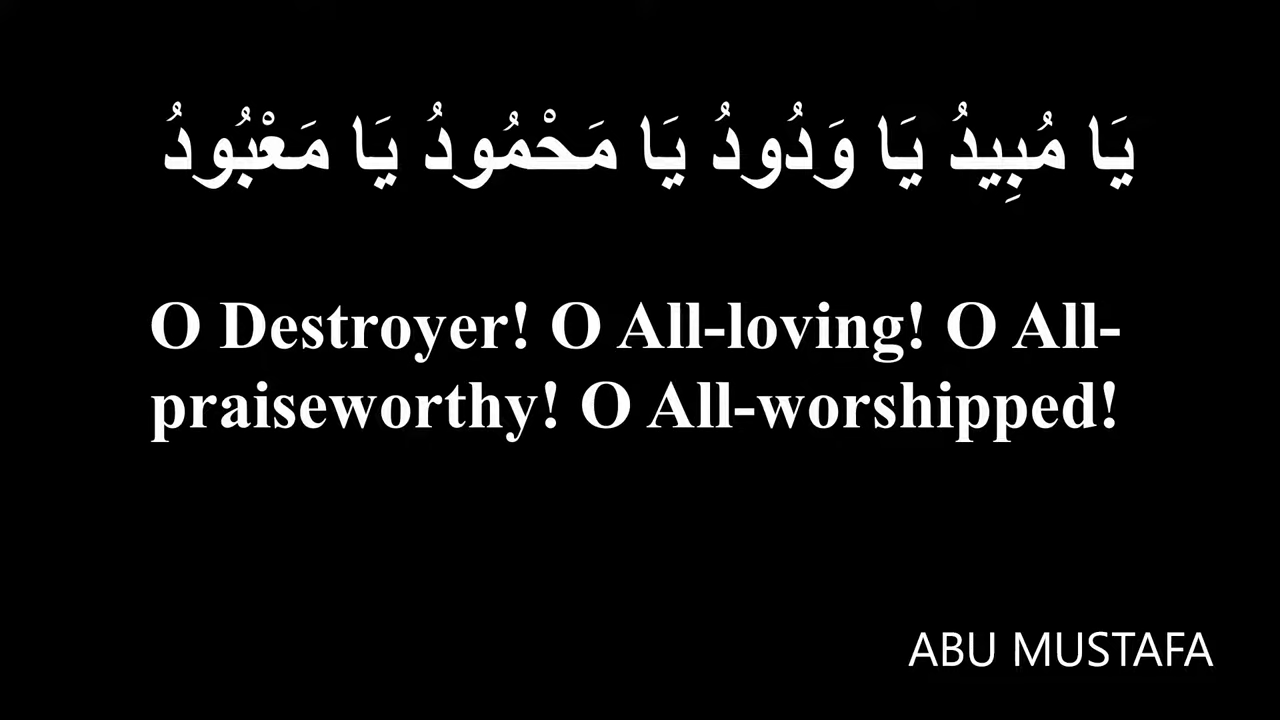 يَا مُبِيدُ يَا وَدُودُ يَا مَحْمُودُ يَا مَعْبُودُ
O Destroyer! O All-loving! O All-
praiseworthy! O All-worshipped!
ABU MUSTAFA